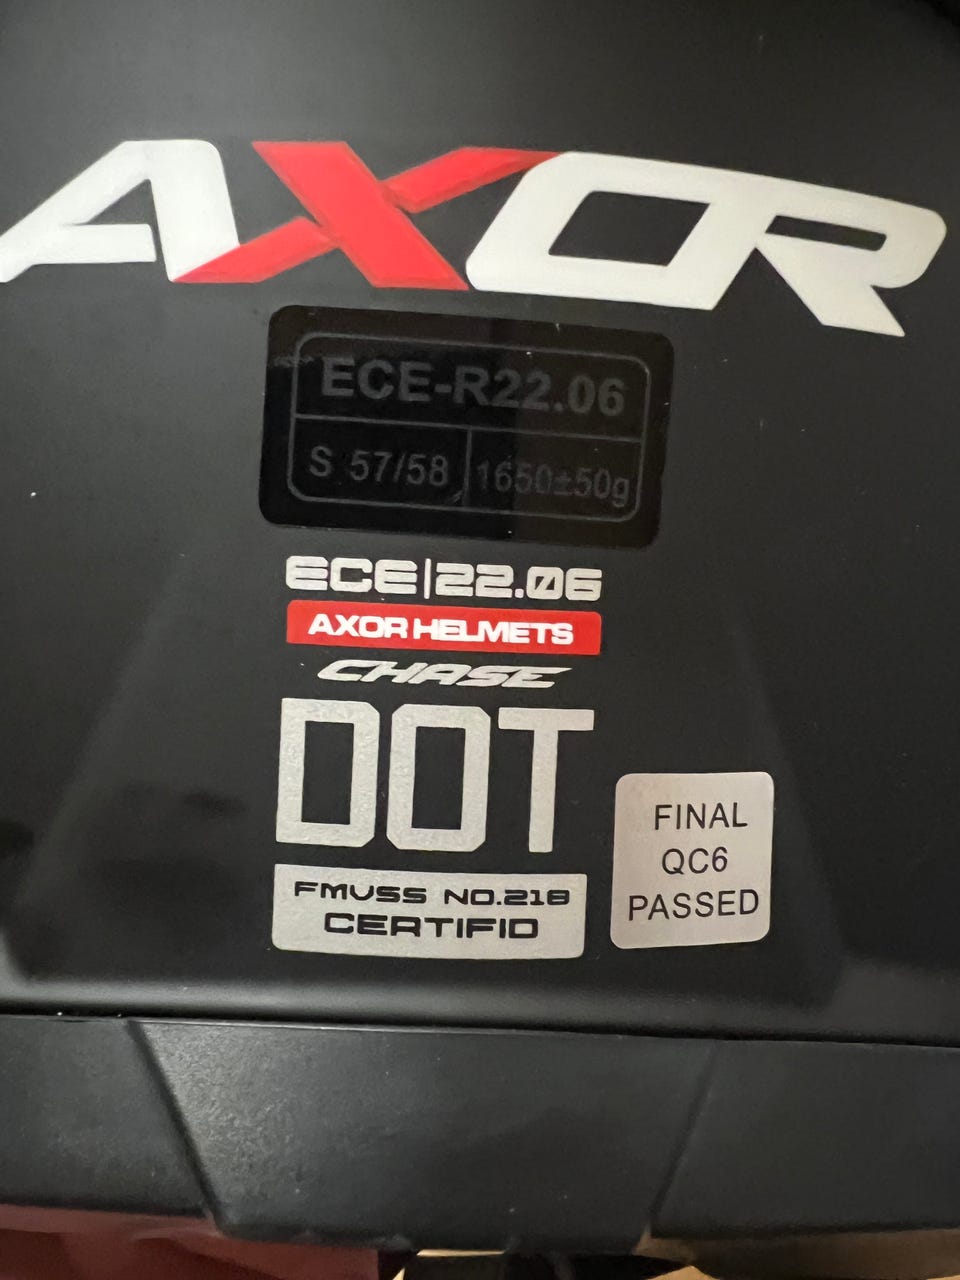 AXOR
ECE-R22.06
S 57/58 1650±50g
ECE|22.06
AXOR HELMETS
CHASE
DOT
FMVSS NO.218
CERTIFID
FINAL
QC6
PASSED